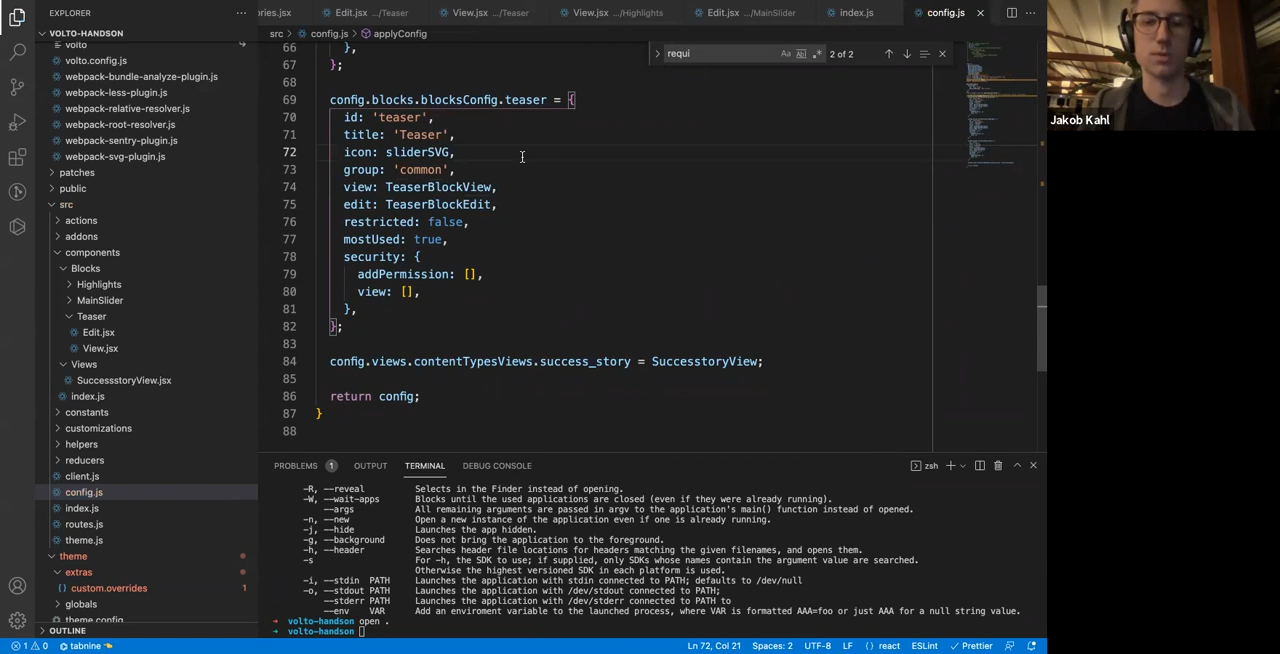 EXPLORER
VOLTO-HANDSON
volto
volto.config.js
webpack-bundle-analyze-plugin.js
webpack-less-plugin.js
webpack-relative-resolver.js
webpack-root-resolver.js
webpack-sentry-plugin.js
webpack-svg-plugin.js
patches
public
src
actions
addons
components
Blocks
Highlights
MainSlider
Teaser
Edit.jsx
View.jsx
Views
SuccessstoryView.jsx
index.js
constants
customizations
helpers
reducers
client.js
config.js
index.js
routes.js
theme.js
theme
extras
custom.overrides 1
globals
theme.config
OUTLINE
ories.jsx Edit.jsx .../Teaser View.jsx .../Teaser View.jsx .../Highlights Edit.jsx .../MainSlider index.js config.js
src > config.js > applyConfig
requi Aa ab .* 2 of 2
66 },
67 };
68
69 config.blocks.blocksConfig.teaser = {
70 id: 'teaser',
71 title: 'Teaser',
72 icon: sliderSVG,
73 group: 'common',
74 view: TeaserBlockView,
75 edit: TeaserBlockEdit,
76 restricted: false,
77 mostUsed: true,
78 security: {
79 addPermission: [],
80 view: [],
81 },
82 };
83
84 config.views.contentTypesViews.success_story = SuccesstoryView;
85
86 return config;
87 }
88
PROBLEMS 1 OUTPUT TERMINAL DEBUG CONSOLE zsh
-R, --reveal Selects in the Finder instead of opening.
-W, --wait-apps Blocks until the used applications are closed (even if they were already running).
--args All remaining arguments are passed in argv to the application's main() function instead of opened.
-n, --new Open a new instance of the application even if one is already running.
-j, --hide Launches the app hidden.
-g, --background Does not bring the application to the foreground.
-h, --header Searches header file locations for headers matching the given filenames, and opens them.
-s For -h, the SDK to use; if supplied, only SDKs whose names contain the argument value are searched.
Otherwise the highest versioned SDK in each platform is used.
-i, --stdin PATH Launches the application with stdin connected to PATH; defaults to /dev/null
-o, --stdout PATH Launches the application with /dev/stdout connected to PATH;
--stderr PATH Launches the application with /dev/stderr connected to PATH to
--env VAR Add an enviroment variable to the launched process, where VAR is formatted AAA=foo or just AAA for a null string value.
→ volto-handson open .
→ volto-handson
1 0 tabnine Ln 72, Col 21 Spaces: 2 UTF-8 LF {} react ESLint Prettier
Jakob Kahl